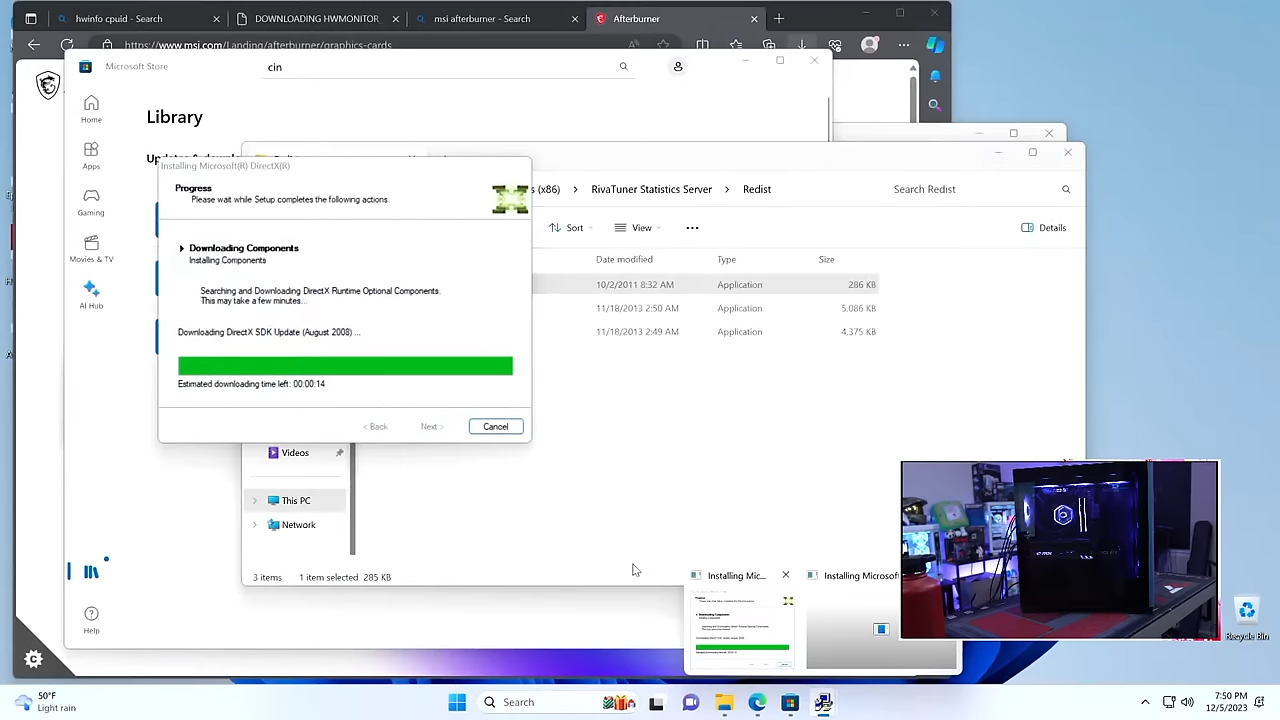 hwinfo cpuid - Search
DOWNLOADING HWMONITOR
msi afterburner - Search
Afterburner
https://www.msi.com/Landing/afterburner/graphics-cards
Microsoft Store
cin
Home
Apps
Gaming
Movies & TV
AI Hub
Library
Help
Installing Microsoft(R) DirectX(R)
Progress
Please wait while Setup completes the following actions.
Downloading Components
Installing Components
Searching and Downloading DirectX Runtime Optional Components.
This may take a few minutes...
Downloading DirectX SDK Update (August 2008) ...
Estimated downloading time left: 00:00:14
< Back
Next >
Cancel
(x86) > RivaTuner Statistics Server > Redist
Search Redist
Sort
View
Details
Date modified
Type
Size
10/2/2011 8:32 AM
Application
286 KB
11/18/2013 2:50 AM
Application
5,086 KB
11/18/2013 2:49 AM
Application
4,375 KB
Videos
This PC
Network
3 items
1 item selected 285 KB
Installing Mic...
Installing Microsof
Recycle Bin
50°F
Light rain
Search
7:50 PM
12/5/2023